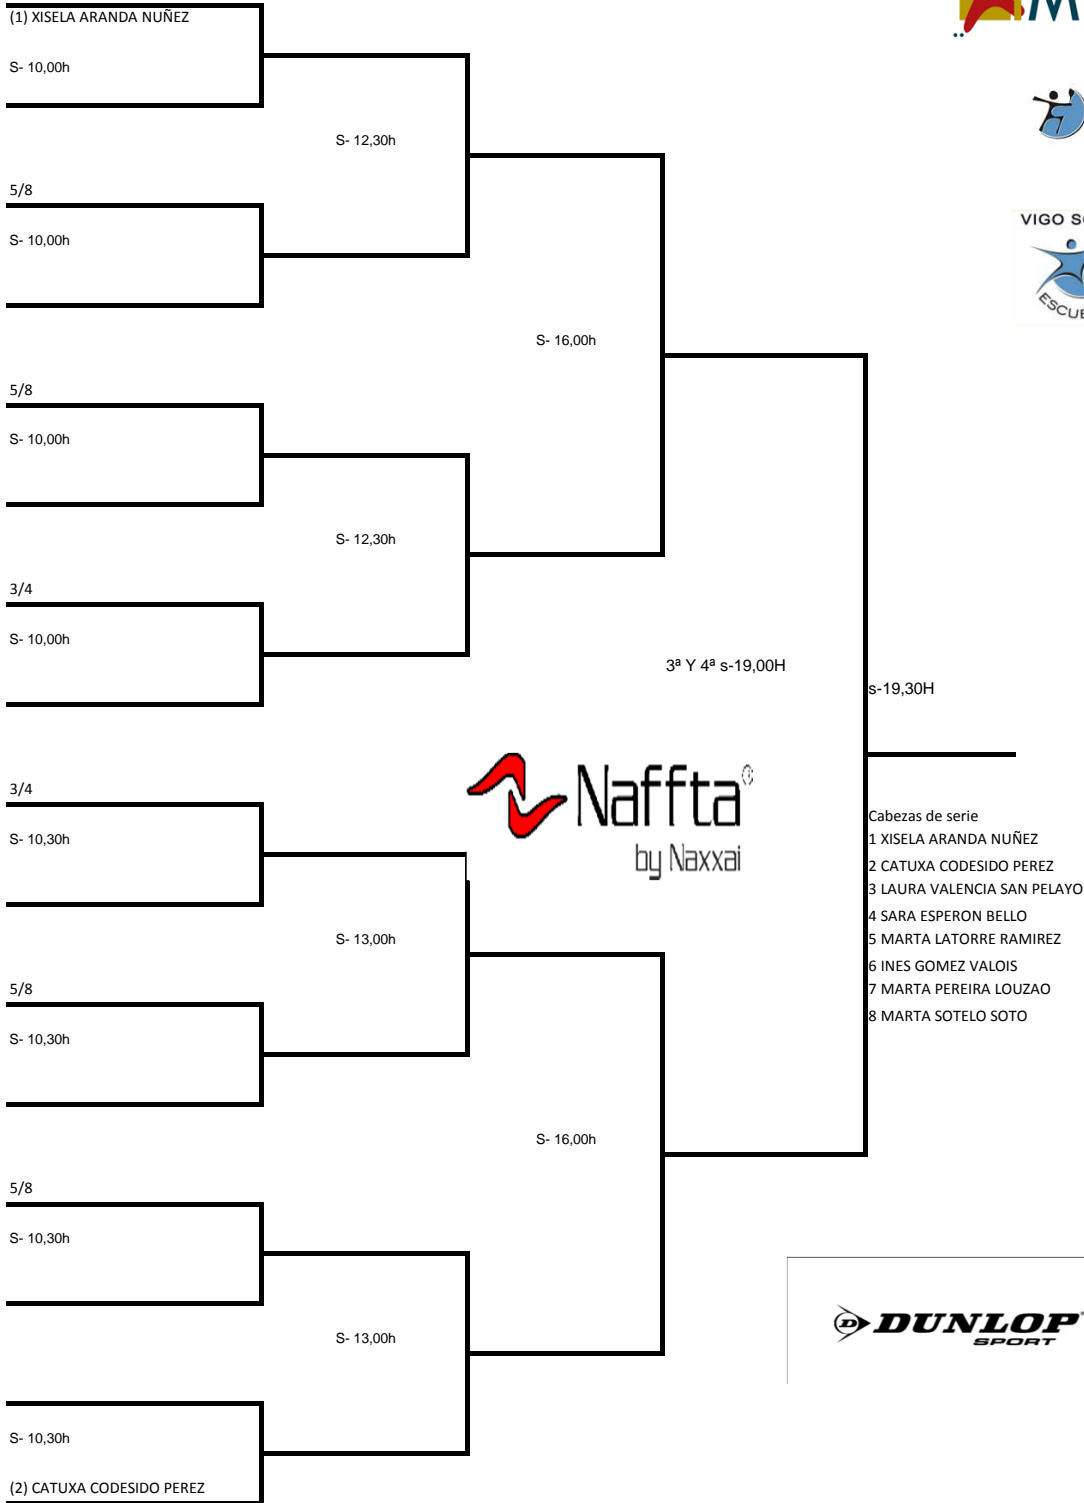 (1) XISELA ARANDA NUÑEZ
S- 10,00h
S- 12,30h
5/8
S- 10,00h
VIGO
S- 16,00h
5/8
S- 10,00h
S- 12,30h
3/4
S- 10,00h
3ª Y 4ª s-19,00H
s-19,30H
3/4
S- 10,30h
Naffta
by Naxxai
Cabezas de serie
1 XISELA ARANDA NUÑEZ
2 CATUXA CODESIDO PEREZ
3 LAURA VALENCIA SAN PELAYO
4 SARA ESPERON BELLO
5 MARTA LATORRE RAMIREZ
6 INES GOMEZ VALOIS
7 MARTA PEREIRA LOUZAO
8 MARTA SOTELO SOTO
S- 13,00h
5/8
S- 10,30h
S- 16,00h
5/8
S- 10,30h
DUNLOP
SPORT
S- 13,00h
S- 10,30h
(2) CATUXA CODESIDO PEREZ